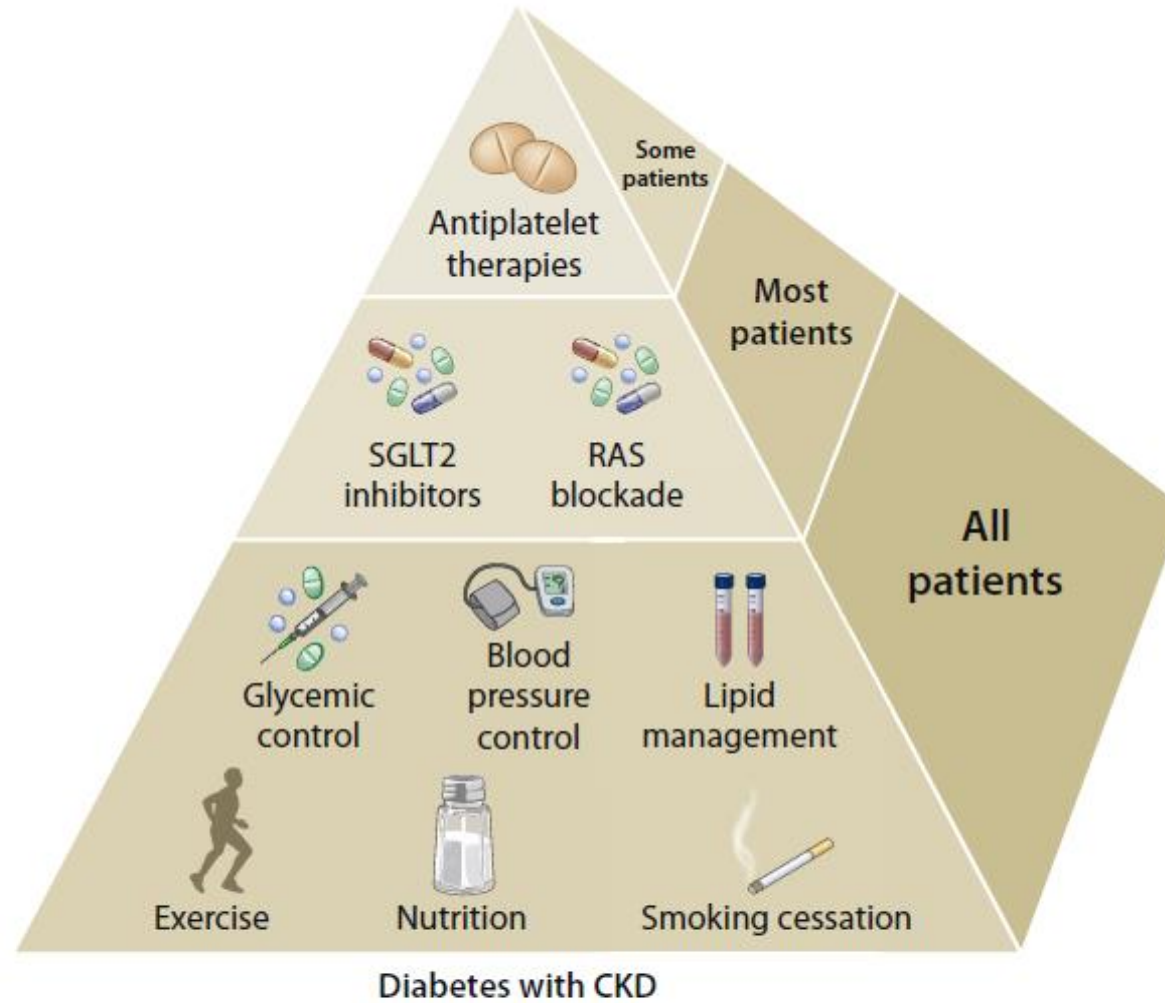 Some
patients
Antiplatelet
therapies
Most
patients
SGLT2
inhibitors
RAS
blockade
All
patients
Glycemic
control
Blood
pressure
control
Lipid
management
Exercise
Nutrition
Smoking cessation
Diabetes with CKD